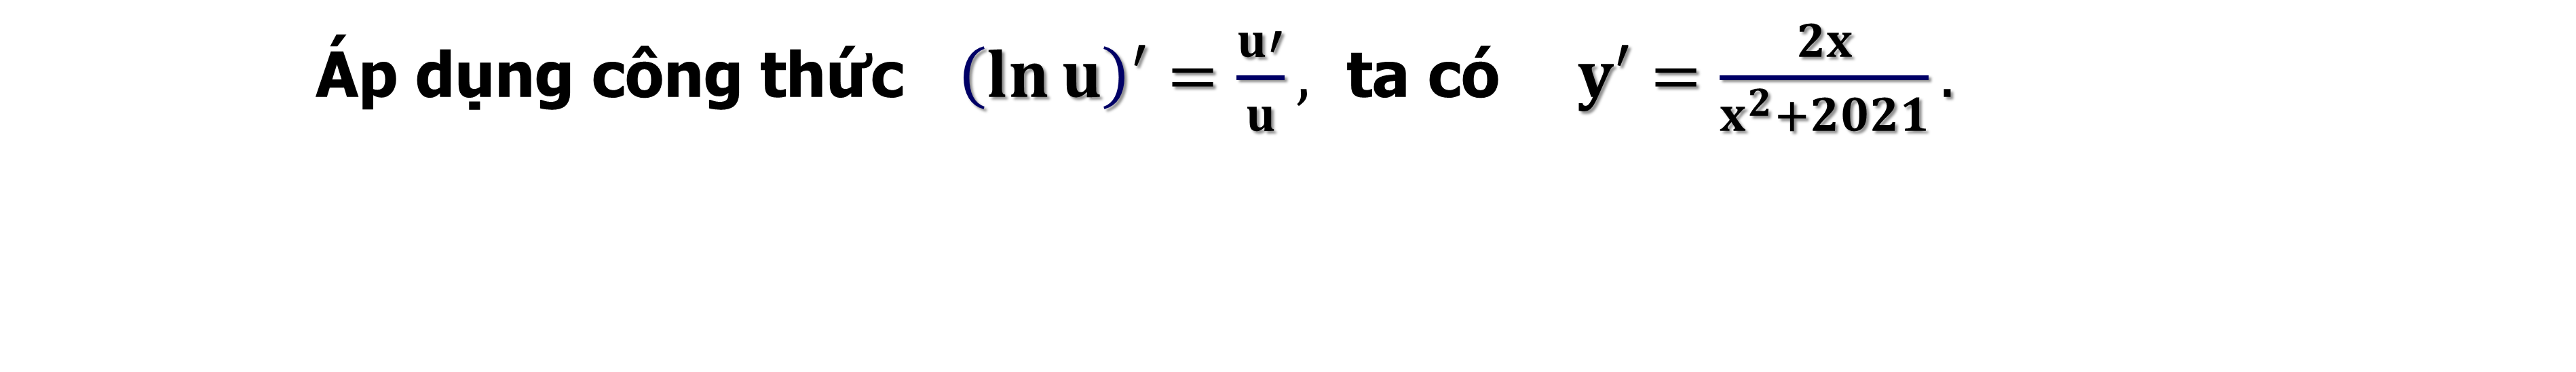 Áp dụng công thức (ln u)′ = u′/u, ta có y′ = 2x/(x²+2021).